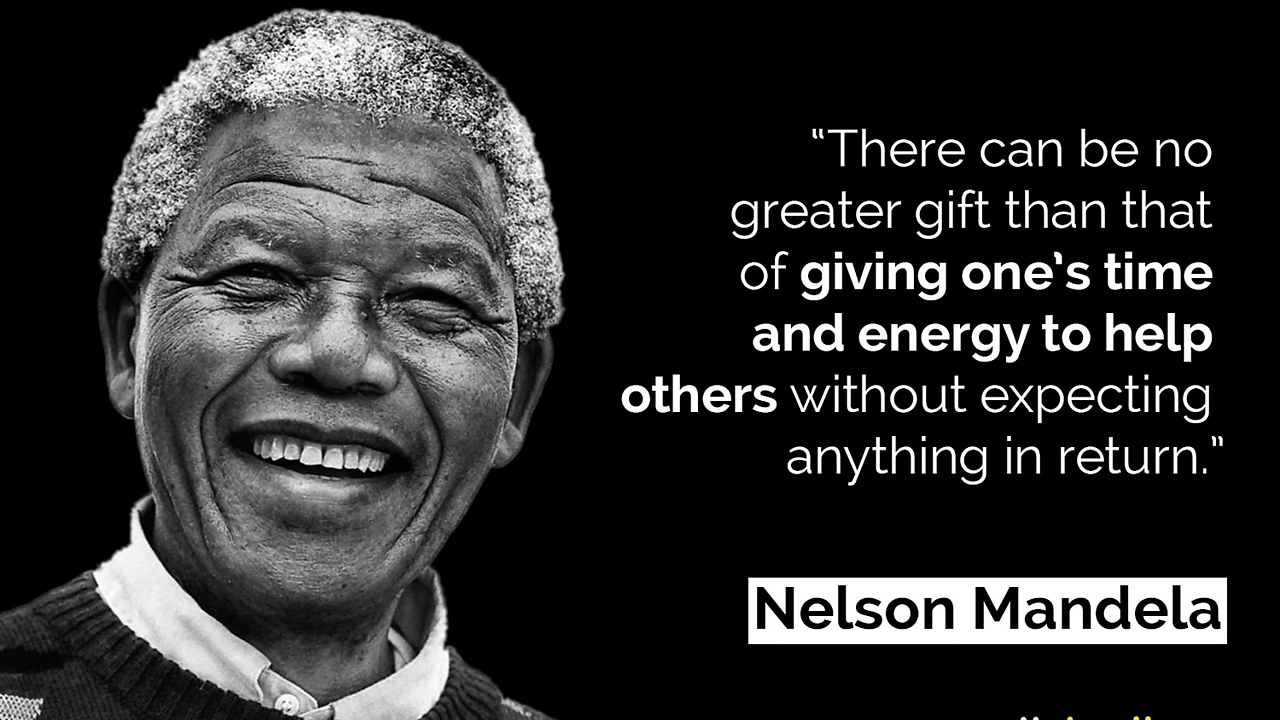 “There can be no
greater gift than that
of giving one’s time
and energy to help
others without expecting
anything in return.”
Nelson Mandela